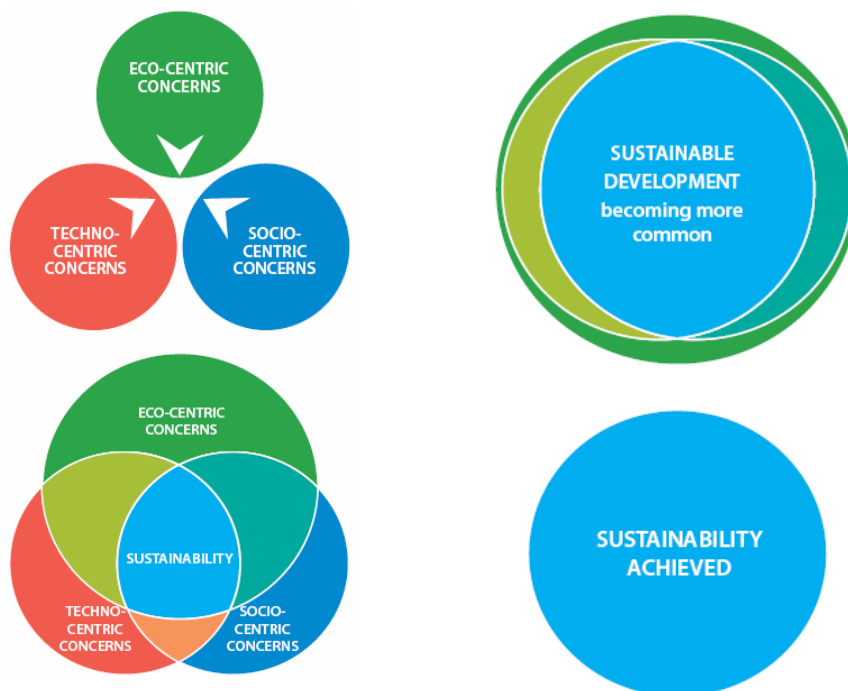 ECO-CENTRIC
CONCERNS
TECHNO-
CENTRIC
CONCERNS
SOCIO-
CENTRIC
CONCERNS
SUSTAINABLE
DEVELOPMENT
becoming more
common
ECO-CENTRIC
CONCERNS
SUSTAINABILITY
TECHNO-
CENTRIC
CONCERNS
SOCIO-
CENTRIC
CONCERNS
SUSTAINABILITY
ACHIEVED